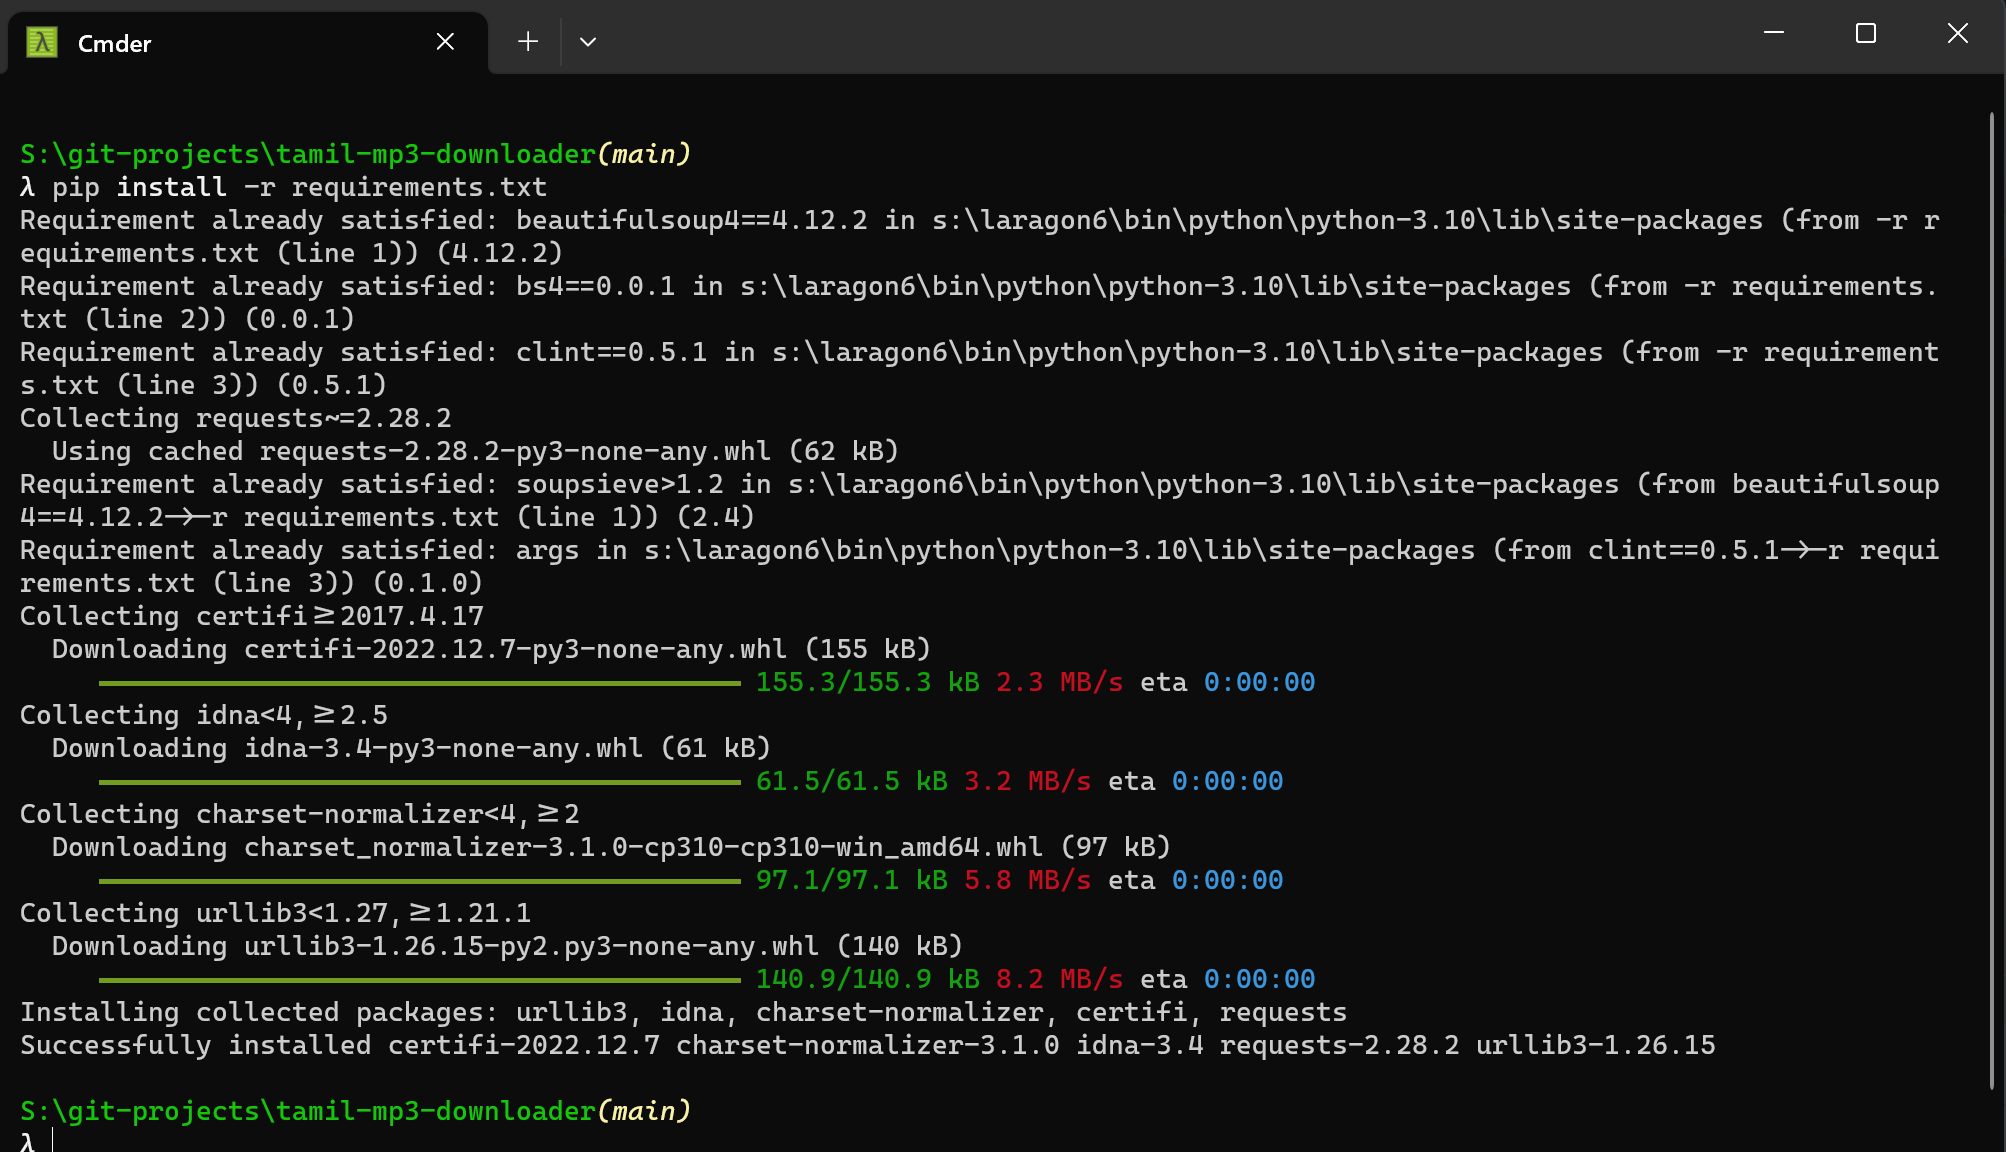 Cmder
S:\git-projects\tamil-mp3-downloader(main)
λ pip install -r requirements.txt
Requirement already satisfied: beautifulsoup4==4.12.2 in s:\laragon6\bin\python\python-3.10\lib\site-packages (from -r r
equirements.txt (line 1)) (4.12.2)
Requirement already satisfied: bs4==0.0.1 in s:\laragon6\bin\python\python-3.10\lib\site-packages (from -r requirements.
txt (line 2)) (0.0.1)
Requirement already satisfied: clint==0.5.1 in s:\laragon6\bin\python\python-3.10\lib\site-packages (from -r requirement
s.txt (line 3)) (0.5.1)
Collecting requests~=2.28.2
  Using cached requests-2.28.2-py3-none-any.whl (62 kB)
Requirement already satisfied: soupsieve>1.2 in s:\laragon6\bin\python\python-3.10\lib\site-packages (from beautifulsoup
4==4.12.2->-r requirements.txt (line 1)) (2.4)
Requirement already satisfied: args in s:\laragon6\bin\python\python-3.10\lib\site-packages (from clint==0.5.1->-r requi
rements.txt (line 3)) (0.1.0)
Collecting certifi≥2017.4.17
  Downloading certifi-2022.12.7-py3-none-any.whl (155 kB)
155.3/155.3 kB 2.3 MB/s eta 0:00:00
Collecting idna<4,≥2.5
  Downloading idna-3.4-py3-none-any.whl (61 kB)
61.5/61.5 kB 3.2 MB/s eta 0:00:00
Collecting charset-normalizer<4,≥2
  Downloading charset_normalizer-3.1.0-cp310-cp310-win_amd64.whl (97 kB)
97.1/97.1 kB 5.8 MB/s eta 0:00:00
Collecting urllib3<1.27,≥1.21.1
  Downloading urllib3-1.26.15-py2.py3-none-any.whl (140 kB)
140.9/140.9 kB 8.2 MB/s eta 0:00:00
Installing collected packages: urllib3, idna, charset-normalizer, certifi, requests
Successfully installed certifi-2022.12.7 charset-normalizer-3.1.0 idna-3.4 requests-2.28.2 urllib3-1.26.15
S:\git-projects\tamil-mp3-downloader(main)
λ